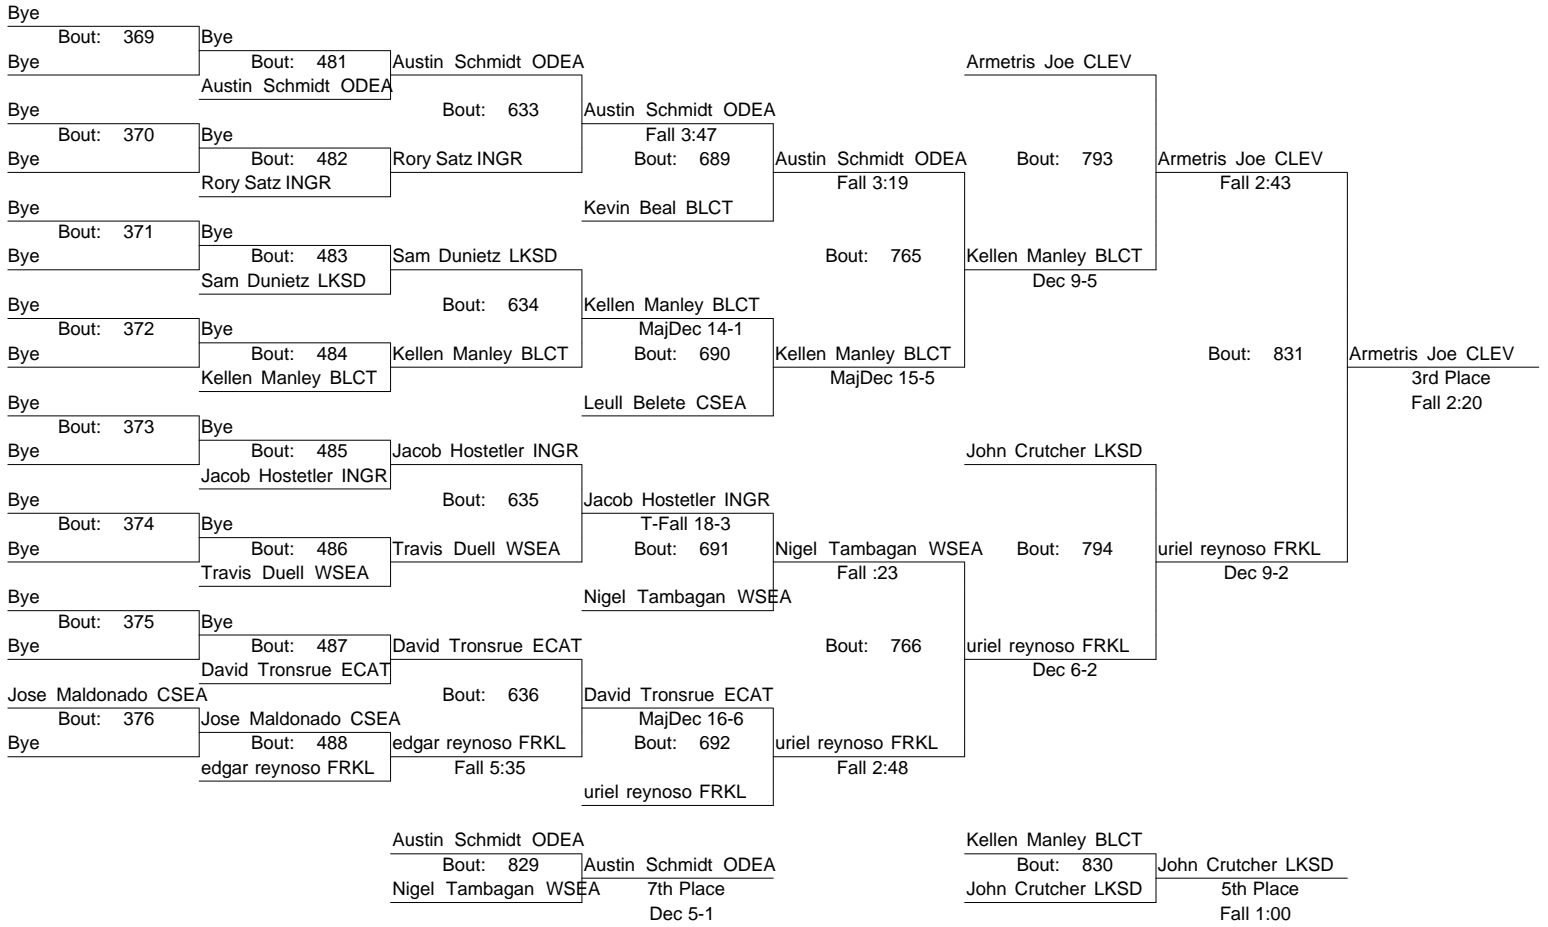 Bye
Bout: 369 Bye
Bye Bout: 481 Austin Schmidt ODEA Armetris Joe CLEV
Austin Schmidt ODEA
Bye Bout: 633 Austin Schmidt ODEA
Bout: 370 Bye Fall 3:47
Bye Bout: 482 Rory Satz INGR Bout: 689 Austin Schmidt ODEA Bout: 793 Armetris Joe CLEV
Rory Satz INGR Fall 3:19 Fall 2:43
Bye Kevin Beal BLCT
Bout: 371 Bye
Bye Bout: 483 Sam Dunietz LKSD Bout: 765 Kellen Manley BLCT
Sam Dunietz LKSD Dec 9-5
Bye Bout: 634 Kellen Manley BLCT
Bout: 372 Bye MajDec 14-1
Bye Bout: 484 Kellen Manley BLCT Bout: 690 Kellen Manley BLCT Bout: 831 Armetris Joe CLEV
Kellen Manley BLCT MajDec 15-5 3rd Place
Bye Leull Belete CSEA Fall 2:20
Bout: 373 Bye
Bye Bout: 485 Jacob Hostetler INGR John Crutcher LKSD
Jacob Hostetler INGR
Bye Bout: 635 Jacob Hostetler INGR
Bout: 374 Bye T-Fall 18-3
Bye Bout: 486 Travis Duell WSEA Bout: 691 Nigel Tambagan WSEA Bout: 794 uriel reynoso FRKL
Travis Duell WSEA Fall :23 Dec 9-2
Bye Nigel Tambagan WSEA
Bout: 375 Bye
Bye Bout: 487 David Tronsrue ECAT Bout: 766 uriel reynoso FRKL
David Tronsrue ECAT Dec 6-2
Jose Maldonado CSEA Bout: 636 David Tronsrue ECAT
Bout: 376 Jose Maldonado CSEA MajDec 16-6
Bye Bout: 488 edgar reynoso FRKL Bout: 692 uriel reynoso FRKL
edgar reynoso FRKL Fall 5:35 Fall 2:48
uriel reynoso FRKL
Austin Schmidt ODEA Kellen Manley BLCT
Bout: 829 Austin Schmidt ODEA Bout: 830 John Crutcher LKSD
Nigel Tambagan WSEA 7th Place John Crutcher LKSD 5th Place
Dec 5-1 Fall 1:00